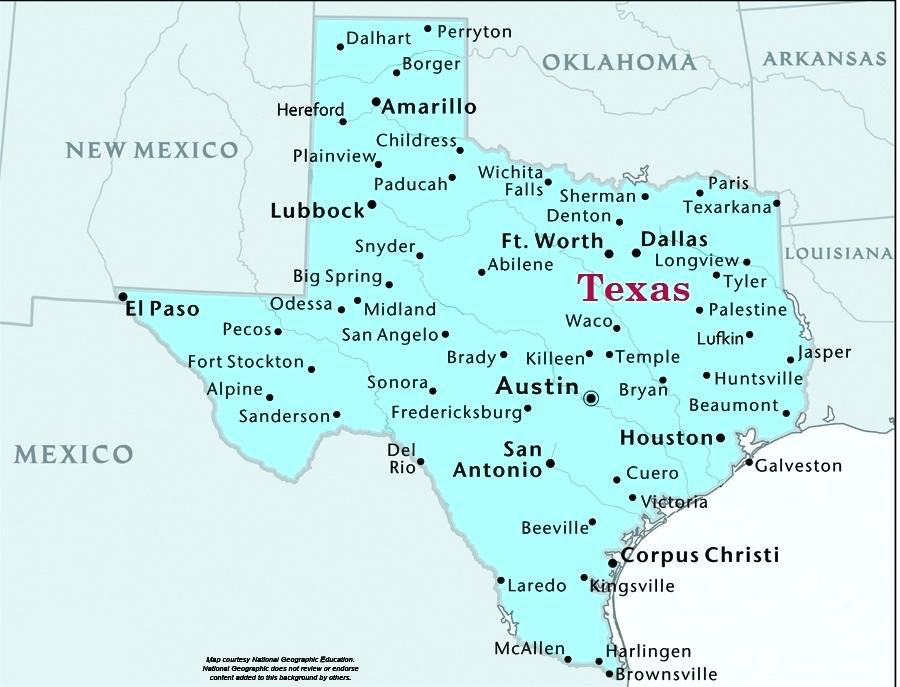 Dalhart
Perryton
Borger
OKLAHOMA
ARKANSAS
Hereford
Amarillo
NEW MEXICO
Childress
Plainview
Paducah
Wichita
Falls
Paris
Sherman
Texarkana
Lubbock
Denton
Snyder
Ft. Worth
Dallas
LOUISIANA
Longview
Abilene
Big Spring
Tyler
Texas
El Paso
Odessa
Midland
Palestine
Pecos
San Angelo
Waco
Lufkin
Jasper
Fort Stockton
Brady
Killeen
Temple
Alpine
Sonora
Austin
Bryan
Huntsville
Sanderson
Fredericksburg
Beaumont
MEXICO
Del
Rio
San
Antonio
Houston
Galveston
Cuero
Victoria
Beeville
Corpus Christi
Laredo
Kingsville
McAllen
Harlingen
Brownsville
Map courtesy National Geographic Education.
National Geographic does not review or endorse
content added to this background by others.